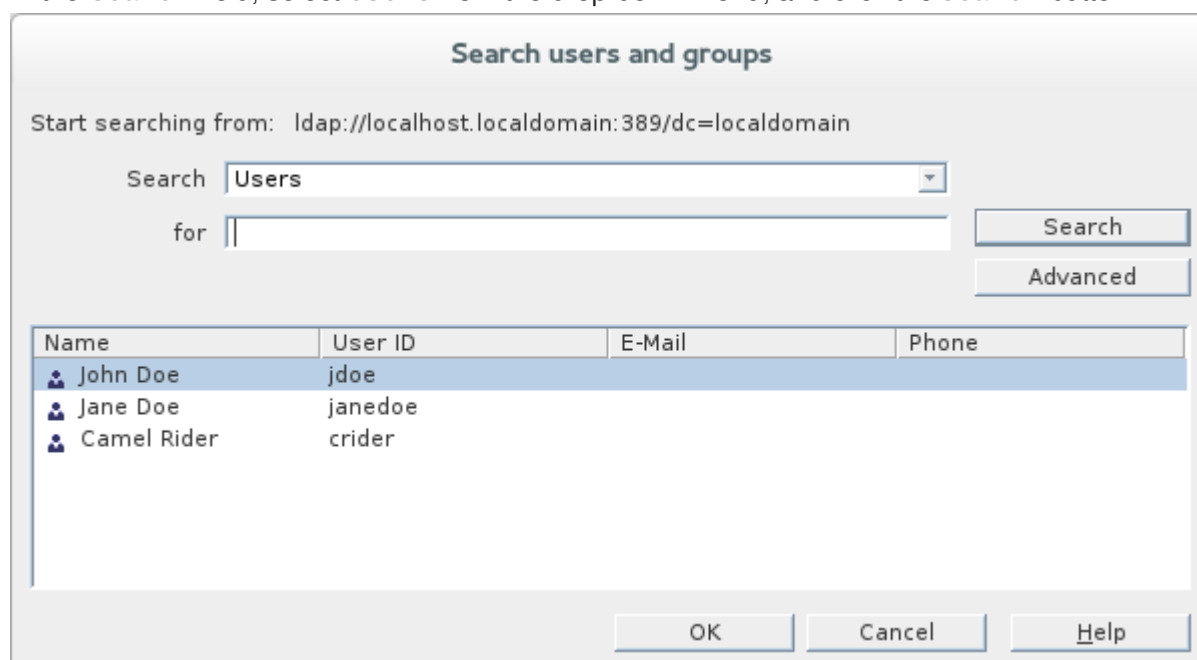 Search users and groups
Start searching from: ldap://localhost.localdomain:389/dc=localdomain
Search Users
for
Search
Advanced
Name User ID E-Mail Phone
John Doe jdoe
Jane Doe janedoe
Camel Rider crider
OK Cancel Help